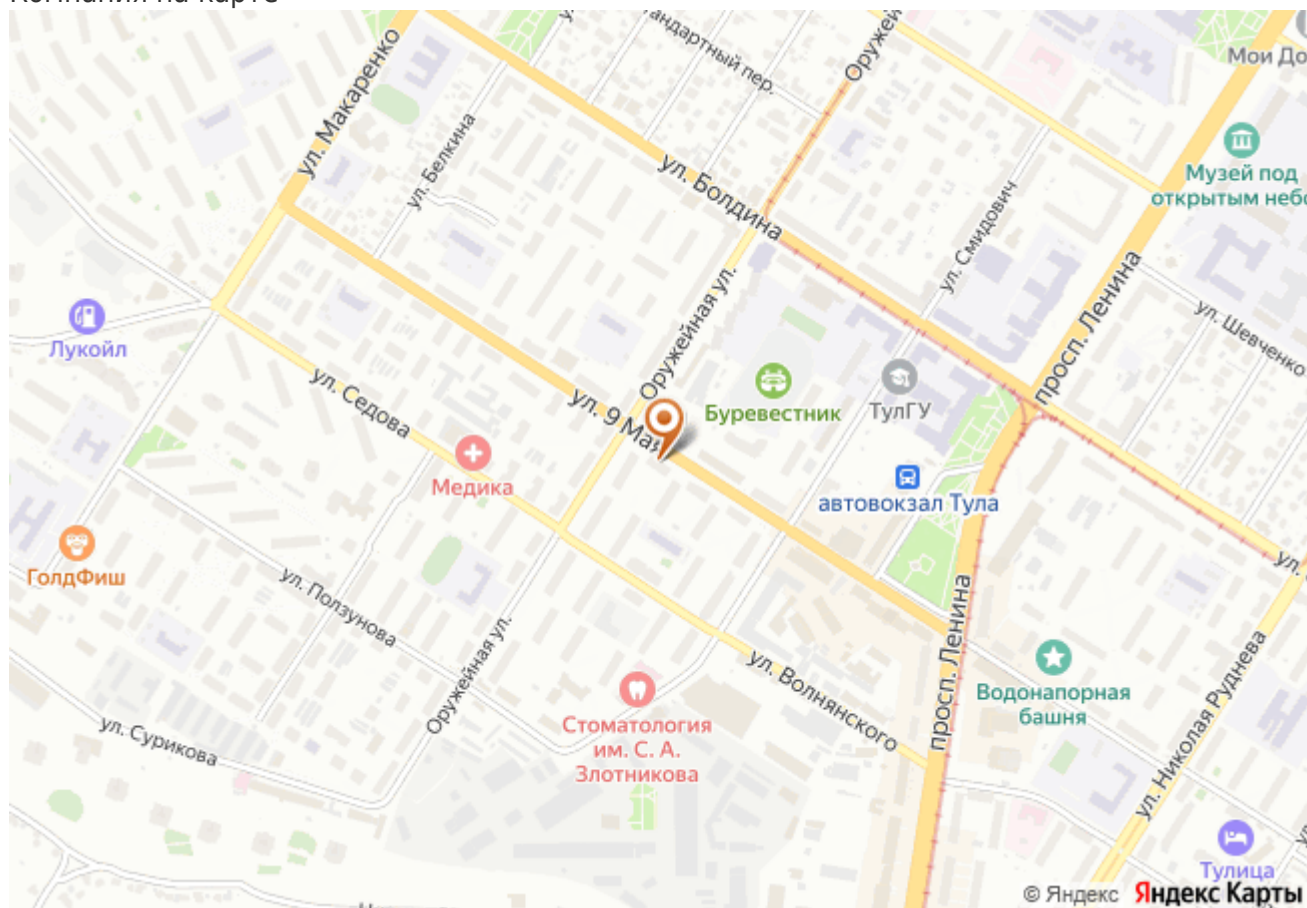 Компания на карте
ул. Макаренко
ул. Белкина
Оружей
Мои До
Музей под
открытым небо
ул. Болдина
ул. Смидович
просп. Ленина
ул. Шевченко
Лукойл
Оружейная ул.
ул. Седова
ул. 9 Мая
Буревестник
ТулГУ
Медика
автовокзал Тула
ГолдФиш
ул. Ползунова
Оружейная ул.
ул. Волнянского
просп. Ленина
Водонапорная
башня
ул. Николая Руднева
Стоматология
им. С. А.
Злотникова
ул. Сурикова
Тулица
© Яндекс Яндекс Карты